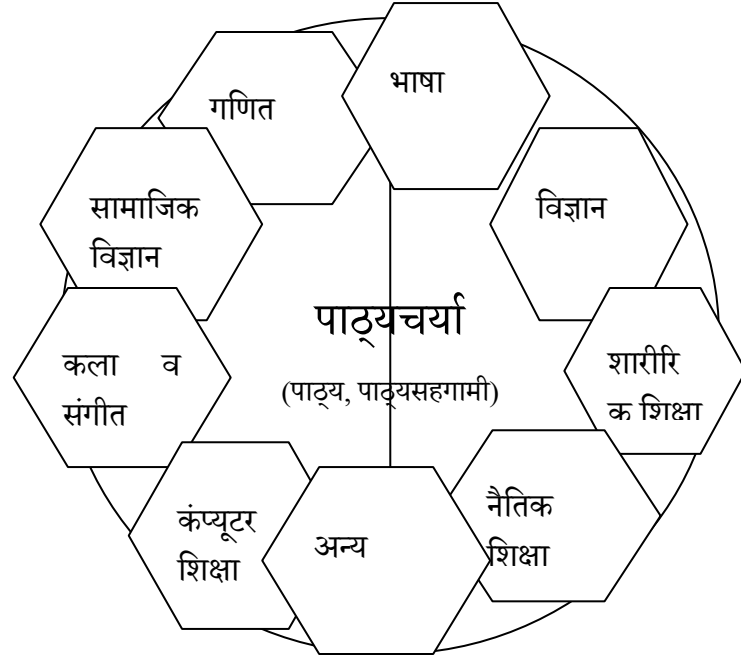 भाषा
गणित
विज्ञान
सामाजिक
विज्ञान
पाठ्यचर्या
(पाठ्य, पाठ्यसहगामी)
शारीरि
क शिक्षा
कला व
संगीत
नैतिक
शिक्षा
कंप्यूटर
शिक्षा
अन्य